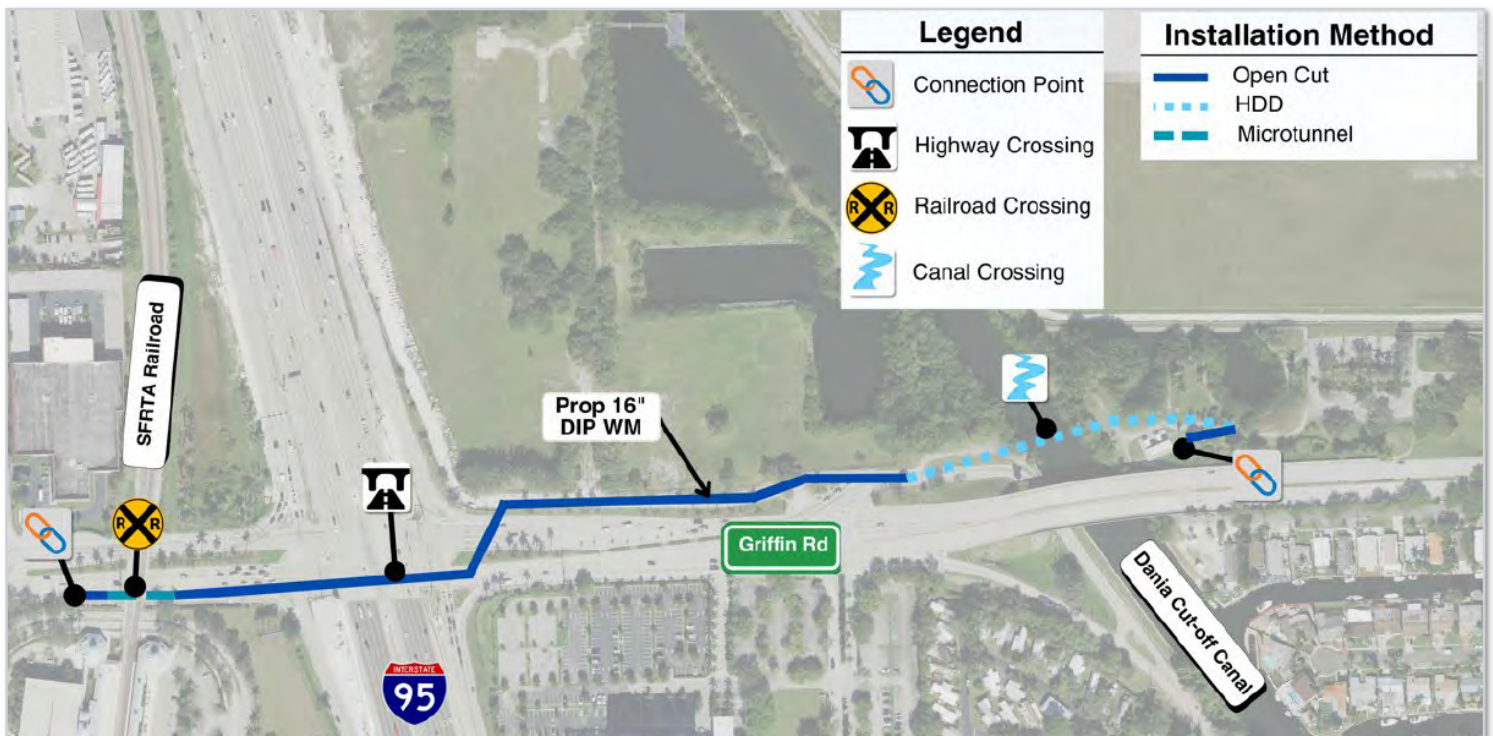 Legend
Connection Point
Highway Crossing
R R
Railroad Crossing
Canal Crossing
Installation Method
Open Cut
HDD
Microtunnel
SFRTA Railroad
Prop 16"
DIP WM
R R
Griffin Rd
Dania Cut-off Canal
INTERSTATE
95